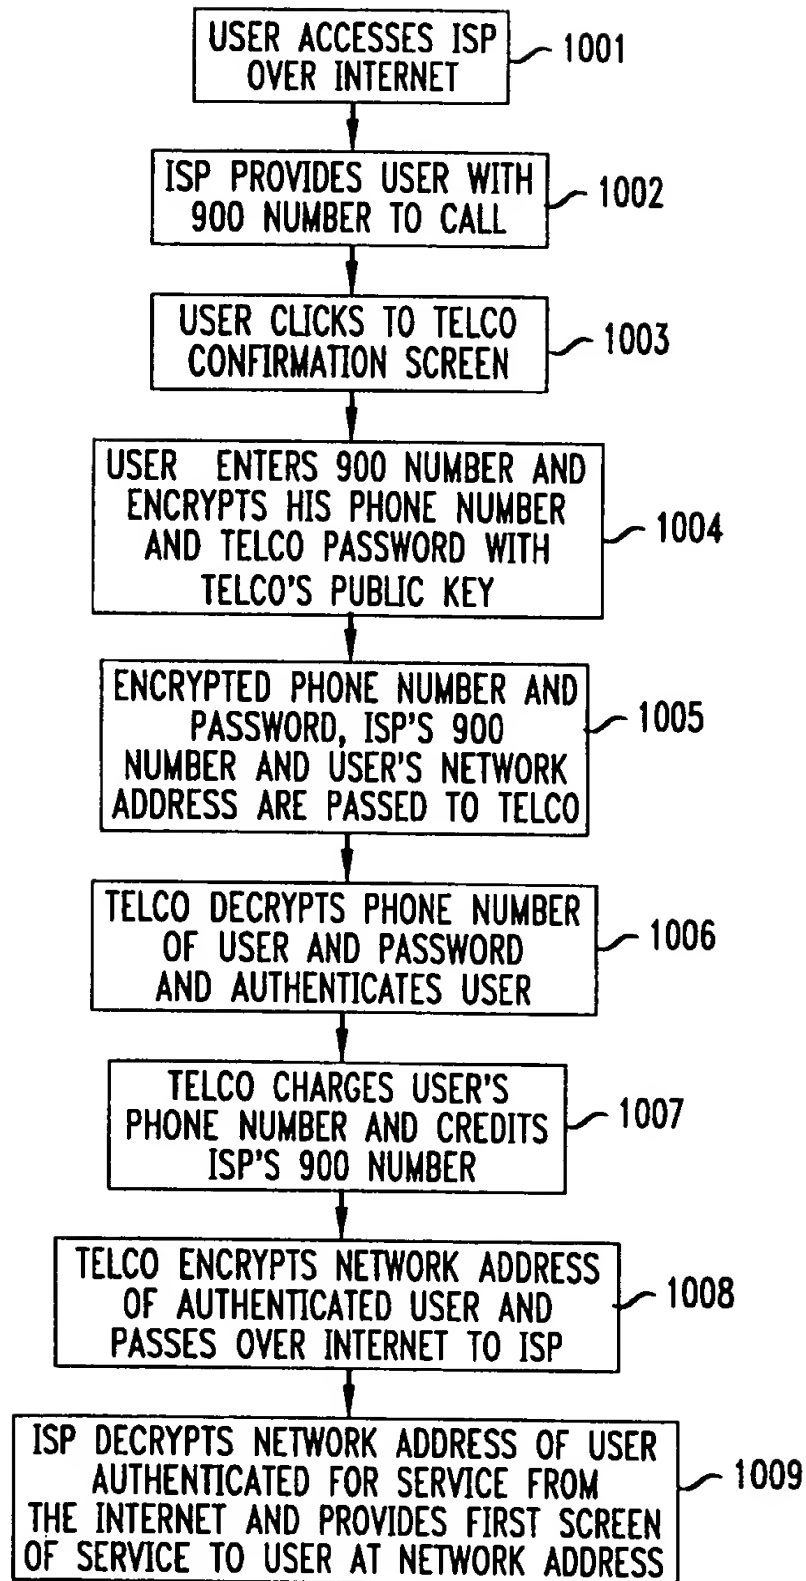 USER ACCESSES ISP
OVER INTERNET
1001
ISP PROVIDES USER WITH
900 NUMBER TO CALL
1002
USER CLICKS TO TELCO
CONFIRMATION SCREEN
1003
USER ENTERS 900 NUMBER AND
ENCRYPTS HIS PHONE NUMBER
AND TELCO PASSWORD WITH
TELCO'S PUBLIC KEY
1004
ENCRYPTED PHONE NUMBER AND
PASSWORD, ISP'S 900
NUMBER AND USER'S NETWORK
ADDRESS ARE PASSED TO TELCO
1005
TELCO DECRYPTS PHONE NUMBER
OF USER AND PASSWORD
AND AUTHENTICATES USER
1006
TELCO CHARGES USER'S
PHONE NUMBER AND CREDITS
ISP'S 900 NUMBER
1007
TELCO ENCRYPTS NETWORK ADDRESS
OF AUTHENTICATED USER AND
PASSES OVER INTERNET TO ISP
1008
ISP DECRYPTS NETWORK ADDRESS OF USER
AUTHENTICATED FOR SERVICE FROM
THE INTERNET AND PROVIDES FIRST SCREEN
OF SERVICE TO USER AT NETWORK ADDRESS
1009